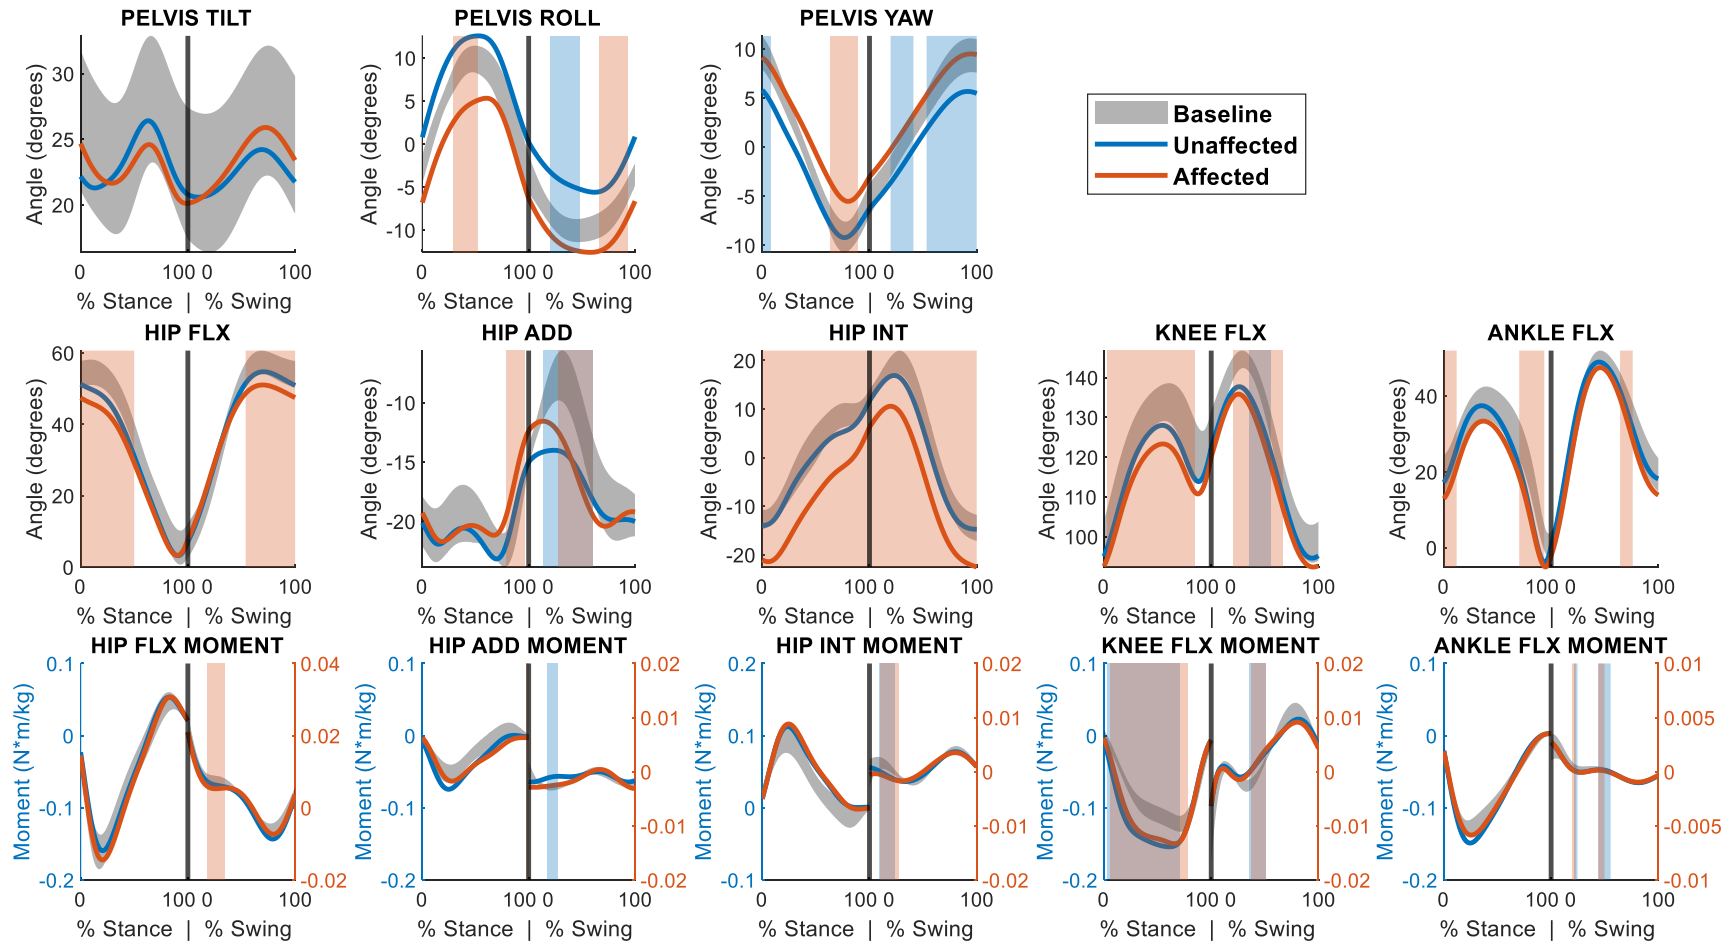 PELVIS TILT
PELVIS ROLL
PELVIS YAW
Angle (degrees)
30
25
20
0
100 0
100
% Stance | % Swing
Angle (degrees)
10
5
0
-5
-10
0
100 0
100
% Stance | % Swing
Angle (degrees)
10
5
0
-5
-10
0
100 0
100
% Stance | % Swing
Baseline
Unaffected
Affected
HIP FLX
HIP ADD
HIP INT
KNEE FLX
ANKLE FLX
Angle (degrees)
60
40
20
0
0
100 0
100
% Stance | % Swing
Angle (degrees)
-10
-15
-20
0
100 0
100
% Stance | % Swing
Angle (degrees)
20
10
0
-10
-20
0
100 0
100
% Stance | % Swing
Angle (degrees)
140
130
120
110
100
0
100 0
100
% Stance | % Swing
Angle (degrees)
40
20
0
0
100 0
100
% Stance | % Swing
HIP FLX MOMENT
HIP ADD MOMENT
HIP INT MOMENT
KNEE FLX MOMENT
ANKLE FLX MOMENT
Moment (N*m/kg)
0.1
0
-0.1
-0.2
0.04
0.02
0
-0.02
0
100 0
100
% Stance | % Swing
Moment (N*m/kg)
0.1
0
-0.1
-0.2
0.02
0.01
0
-0.01
-0.02
0
100 0
100
% Stance | % Swing
Moment (N*m/kg)
0.2
0.1
0
-0.1
0.02
0.01
0
-0.01
-0.02
0
100 0
100
% Stance | % Swing
Moment (N*m/kg)
0.1
0
-0.1
-0.2
0.02
0.01
0
-0.01
-0.02
0
100 0
100
% Stance | % Swing
Moment (N*m/kg)
0.1
0
-0.1
-0.2
0.01
0.005
0
-0.005
-0.01
0
100 0
100
% Stance | % Swing